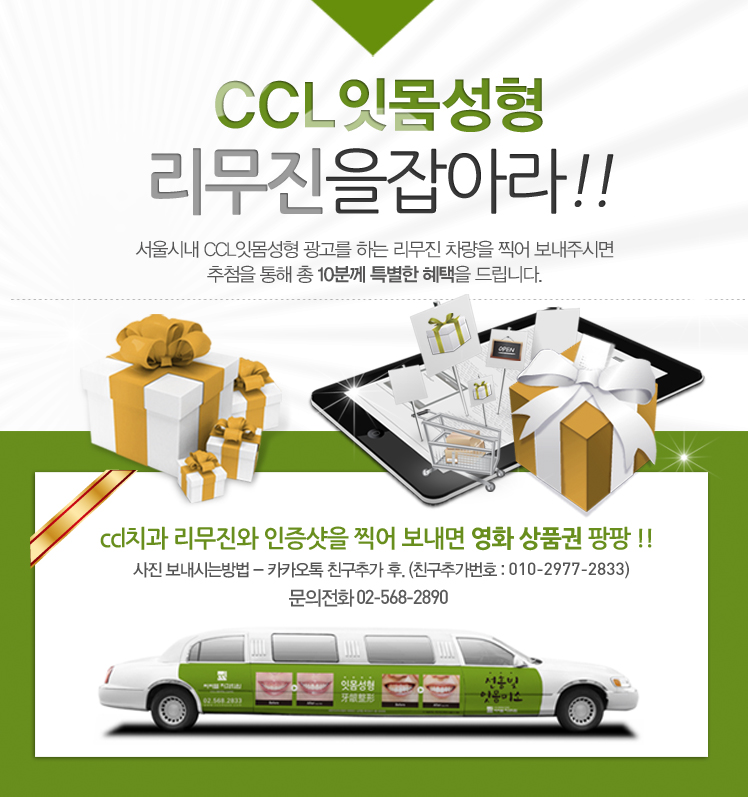 CCL잇몸성형
리무진을잡아라!!
서울시내 CCL잇몸성형 광고를 하는 리무진 차량을 찍어 보내주시면
추첨을 통해 총 10분께 특별한 혜택을 드립니다.
OPEN
ccl치과 리무진와 인증샷을 찍어 보내면 영화 상품권 팡팡 !!
사진 보내시는방법 – 카카오톡 친구추가 후. (친구추가번호 : 010-2977-2833)
문의전화 02-568-2890
02.568.2833
잇몸성형
牙齦整形